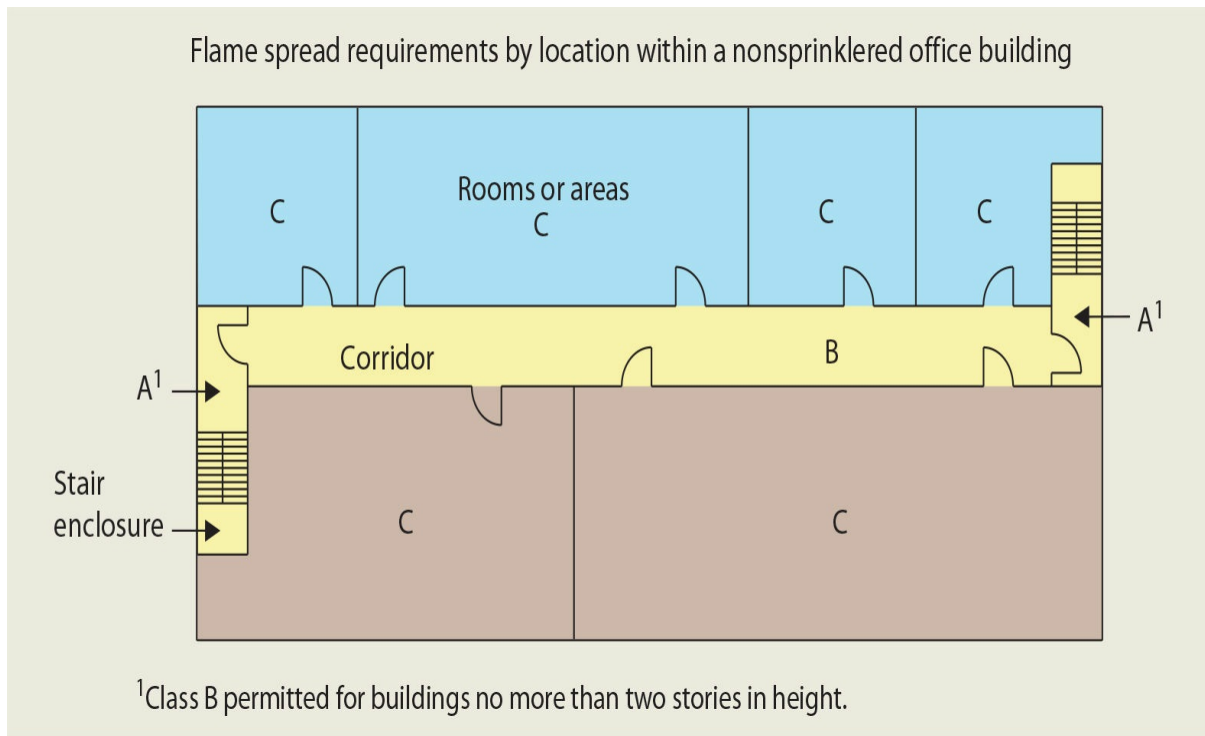 Flame spread requirements by location within a nonsprinklered office building
Rooms or areas
C
C
C
C
A¹
Corridor
B
A¹
Stair
enclosure
C
C
¹Class B permitted for buildings no more than two stories in height.